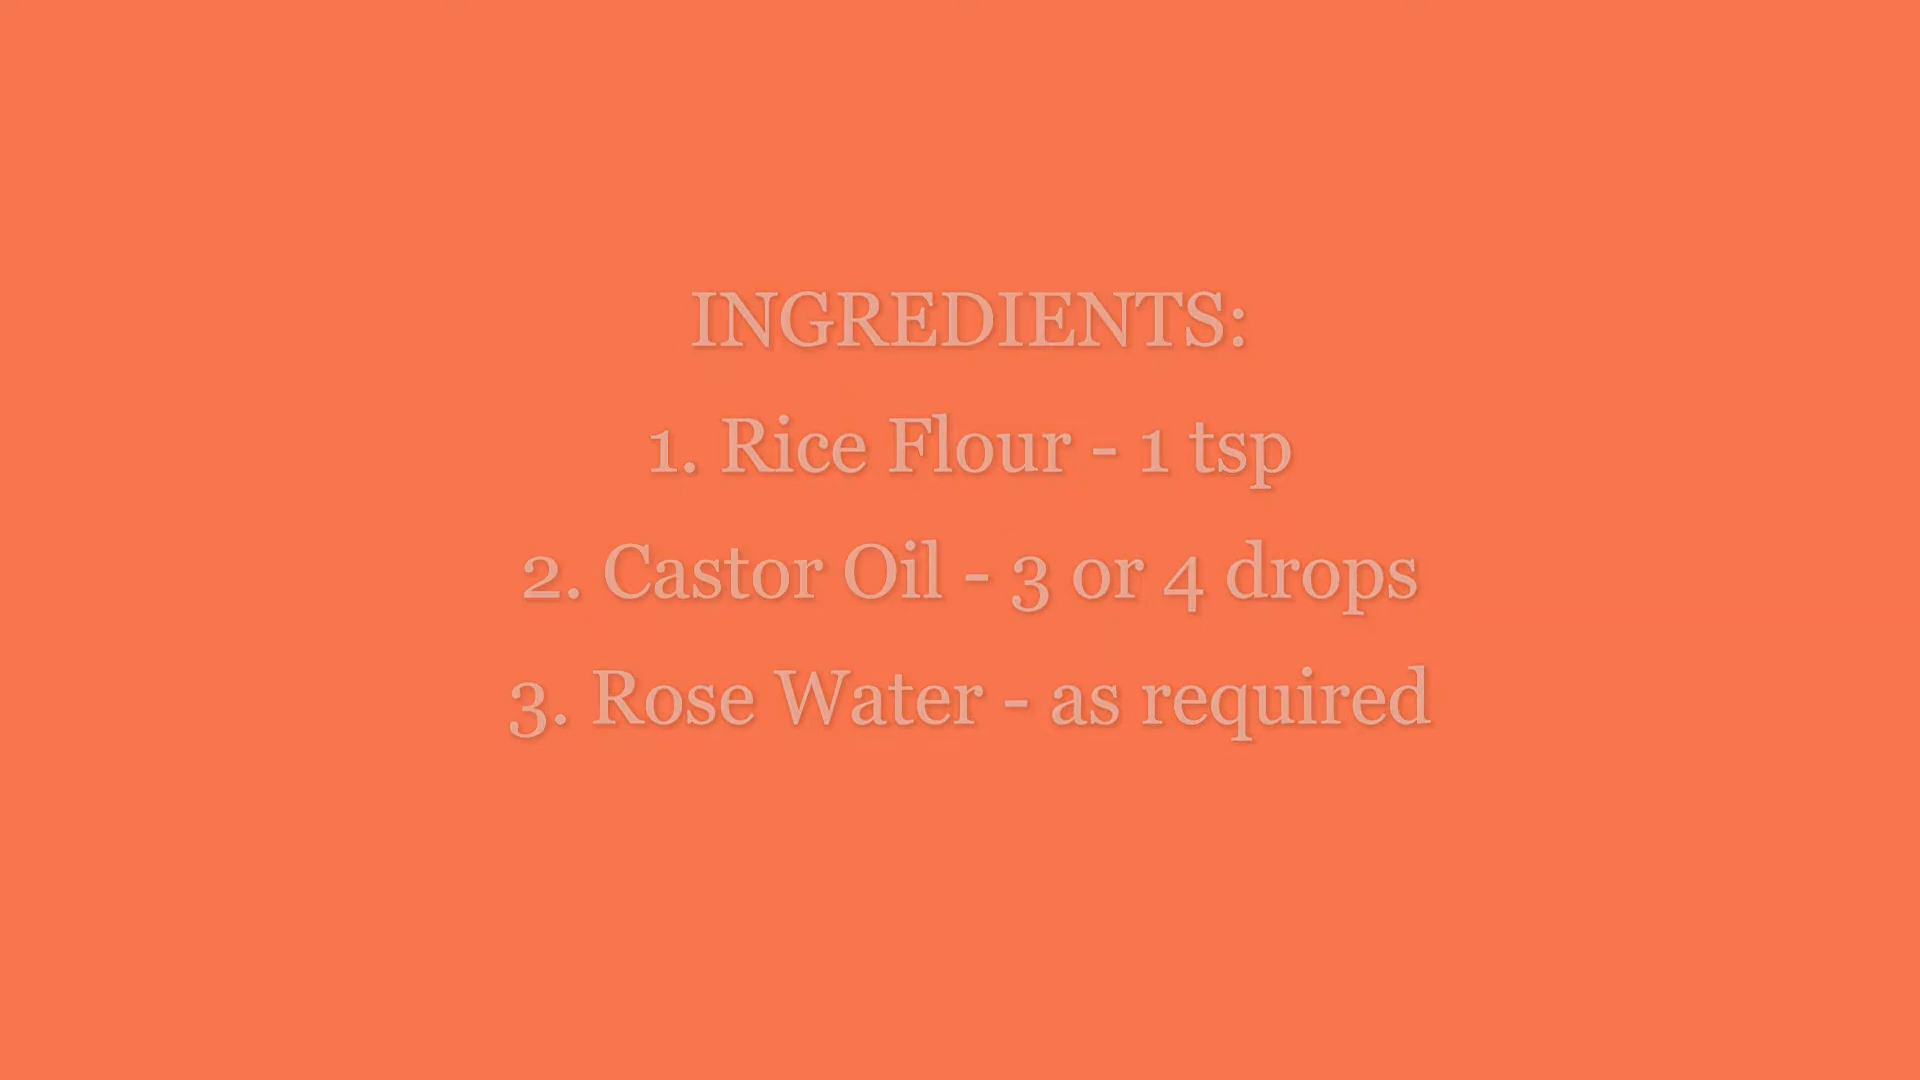 INGREDIENTS:
1. Rice Flour - 1 tsp
2. Castor Oil - 3 or 4 drops
3. Rose Water - as required